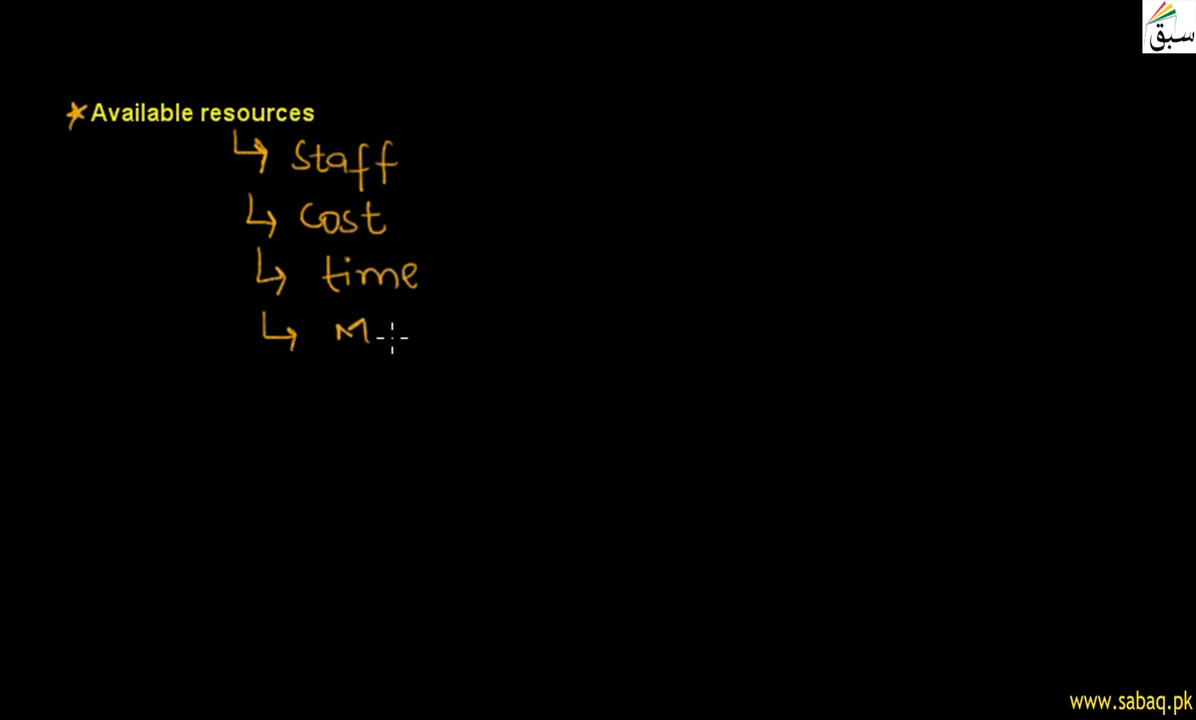 سبق
Available resources
Staff
Cost
time
M
www.sabaq.pk